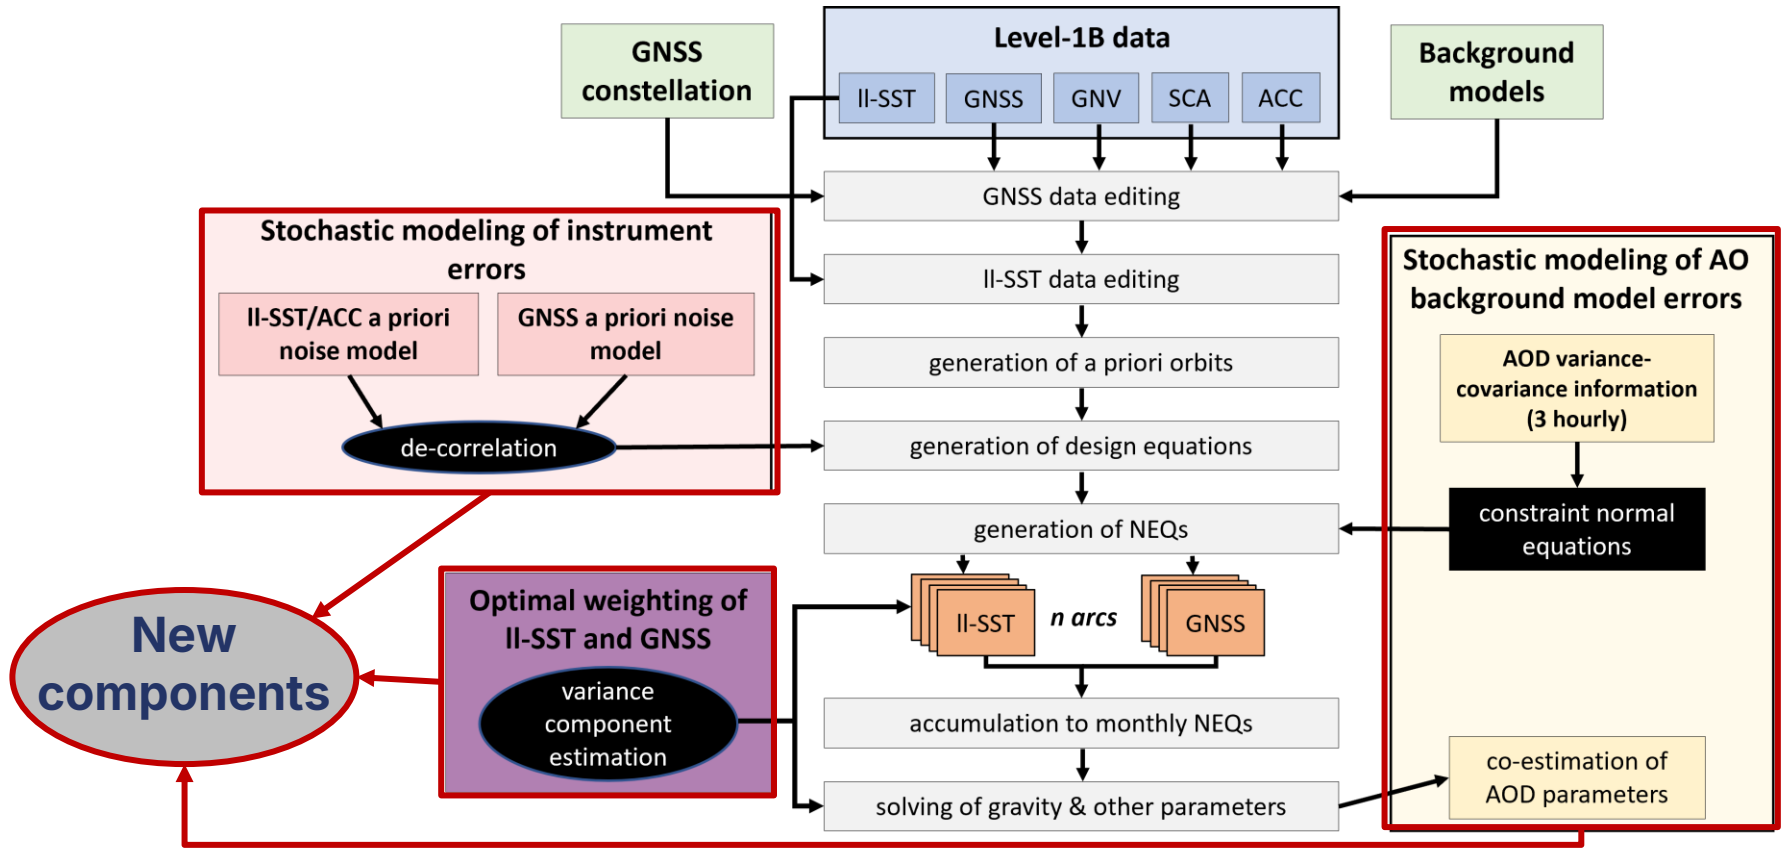 GNSS
constellation
Level-1B data
ll-SST
GNSS
GNV
SCA
ACC
Background
models
GNSS data editing
ll-SST data editing
generation of a priori orbits
generation of design equations
generation of NEQs
Stochastic modeling of instrument
errors
ll-SST/ACC a priori
noise model
GNSS a priori noise
model
de-correlation
Stochastic modeling of AO
background model errors
AOD variance-
covariance information
(3 hourly)
constraint normal
equations
New
components
Optimal weighting of
ll-SST and GNSS
variance
component
estimation
ll-SST
n arcs
GNSS
accumulation to monthly NEQs
solving of gravity & other parameters
co-estimation of
AOD parameters